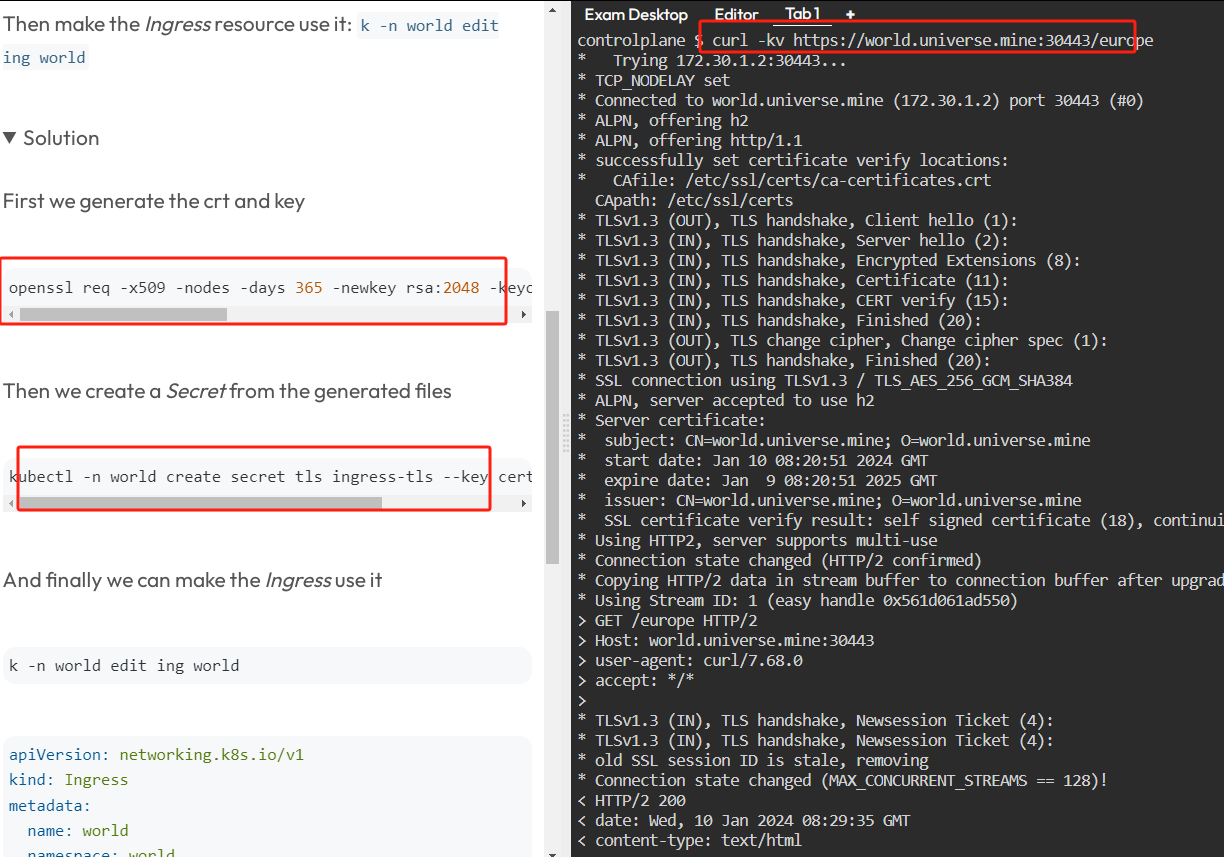 Then make the Ingress resource use it: k -n world edit
ing world
▼ Solution
First we generate the crt and key
openssl req -x509 -nodes -days 365 -newkey rsa:2048 -keyo
Then we create a Secret from the generated files
kubectl -n world create secret tls ingress-tls --key cert
And finally we can make the Ingress use it
k -n world edit ing world
apiVersion: networking.k8s.io/v1
kind: Ingress
metadata:
  name: world
  namespace: world
Exam Desktop Editor Tab 1 +
controlplane $ curl -kv https://world.universe.mine:30443/europe
*   Trying 172.30.1.2:30443...
* TCP_NODELAY set
* Connected to world.universe.mine (172.30.1.2) port 30443 (#0)
* ALPN, offering h2
* ALPN, offering http/1.1
* successfully set certificate verify locations:
*   CAfile: /etc/ssl/certs/ca-certificates.crt
  CApath: /etc/ssl/certs
* TLSv1.3 (OUT), TLS handshake, Client hello (1):
* TLSv1.3 (IN), TLS handshake, Server hello (2):
* TLSv1.3 (IN), TLS handshake, Encrypted Extensions (8):
* TLSv1.3 (IN), TLS handshake, Certificate (11):
* TLSv1.3 (IN), TLS handshake, CERT verify (15):
* TLSv1.3 (IN), TLS handshake, Finished (20):
* TLSv1.3 (OUT), TLS change cipher, Change cipher spec (1):
* TLSv1.3 (OUT), TLS handshake, Finished (20):
* SSL connection using TLSv1.3 / TLS_AES_256_GCM_SHA384
* ALPN, server accepted to use h2
* Server certificate:
*  subject: CN=world.universe.mine; O=world.universe.mine
*  start date: Jan 10 08:20:51 2024 GMT
*  expire date: Jan  9 08:20:51 2025 GMT
*  issuer: CN=world.universe.mine; O=world.universe.mine
*  SSL certificate verify result: self signed certificate (18), continui
* Using HTTP2, server supports multi-use
* Connection state changed (HTTP/2 confirmed)
* Copying HTTP/2 data in stream buffer to connection buffer after upgrad
* Using Stream ID: 1 (easy handle 0x561d061ad550)
> GET /europe HTTP/2
> Host: world.universe.mine:30443
> user-agent: curl/7.68.0
> accept: */*
>
* TLSv1.3 (IN), TLS handshake, Newsession Ticket (4):
* TLSv1.3 (IN), TLS handshake, Newsession Ticket (4):
* old SSL session ID is stale, removing
* Connection state changed (MAX_CONCURRENT_STREAMS == 128)!
< HTTP/2 200
< date: Wed, 10 Jan 2024 08:29:35 GMT
< content-type: text/html